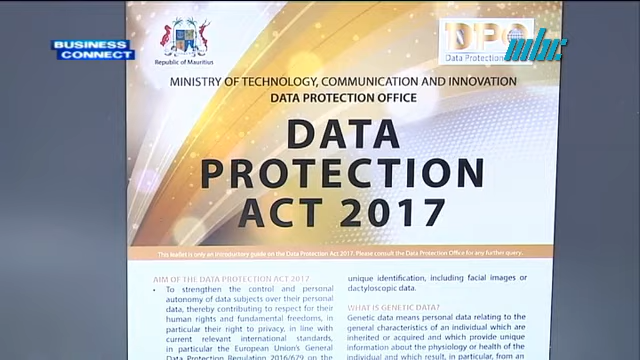 BUSINESS
CONNECT
Republic of Mauritius
DPO
mbc
Data Protection
MINISTRY OF TECHNOLOGY, COMMUNICATION AND INNOVATION
DATA PROTECTION OFFICE
DATA
PROTECTION
ACT 2017
This leaflet is only an introductory guide on the Data Protection Act 2017. Please consult the Data Protection Office for any further query.
AIM OF THE DATA PROTECTION ACT 2017
• To strengthen the control and personal
autonomy of data subjects over their personal
data, thereby contributing to respect for their
human rights and fundamental freedoms, in
particular their right to privacy, in line with
current relevant international standards,
in particular the European Union's General
Data Protection Regulation 2016/679 on the
unique identification, including facial images or
dactyloscopic data.
WHAT IS GENETIC DATA?
Genetic data means personal data relating to the
general characteristics of an individual which are
inherited or acquired and which provide unique
information about the physiology or health of
the individual and which result, in particular, from an